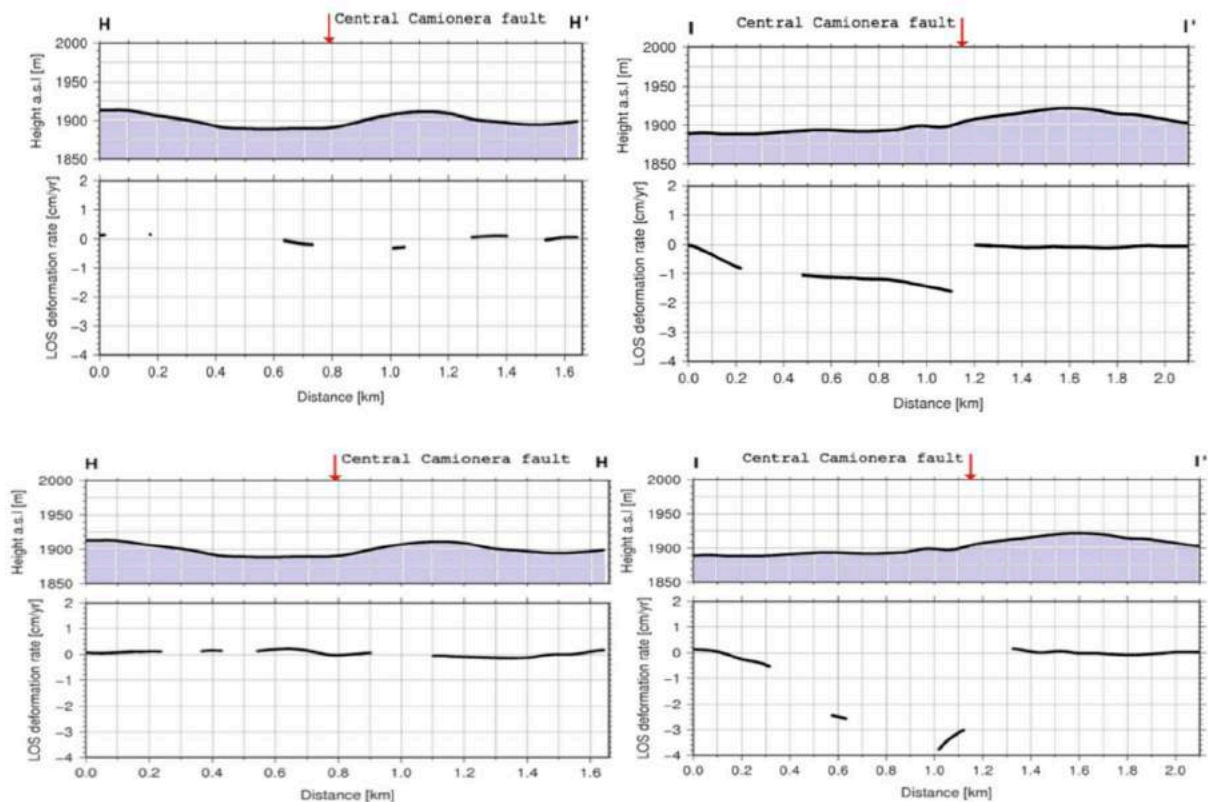 H Central Camionera fault H'
2000
1950
1900
1850
Height a.s.l [m]
2
1
0
−1
−2
−3
−4
LOS deformation rate [cm/yr]
0.0 0.2 0.4 0.6 0.8 1.0 1.2 1.4 1.6
Distance [km]
I Central Camionera fault I'
2000
1950
1900
1850
Height a.s.l [m]
2
1
0
−1
−2
−3
−4
LOS deformation rate [cm/yr]
0.0 0.2 0.4 0.6 0.8 1.0 1.2 1.4 1.6 1.8 2.0
Distance [km]
H Central Camionera fault H
2000
1950
1900
1850
Height a.s.l [m]
2
1
0
−1
−2
−3
−4
LOS deformation rate [cm/yr]
0.0 0.2 0.4 0.6 0.8 1.0 1.2 1.4 1.6
Distance [km]
I Central Camionera fault I'
2000
1950
1900
1850
Height a.s.l [m]
2
1
0
−1
−2
−3
−4
LOS deformation rate [cm/yr]
0.0 0.2 0.4 0.6 0.8 1.0 1.2 1.4 1.6 1.8 2.0
Distance [km]